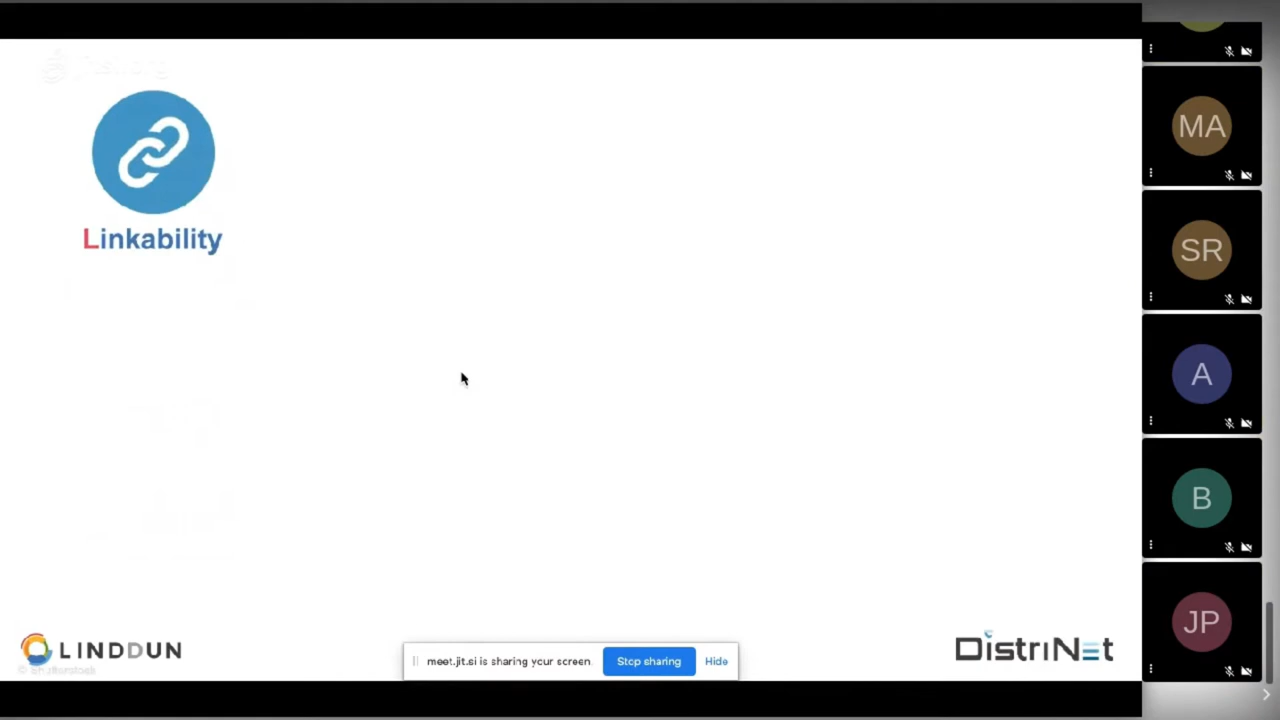 Linkability
LINDDUN
meet.jit.si is sharing your screen.
Stop sharing
Hide
DistriNet
MA
SR
A
B
JP